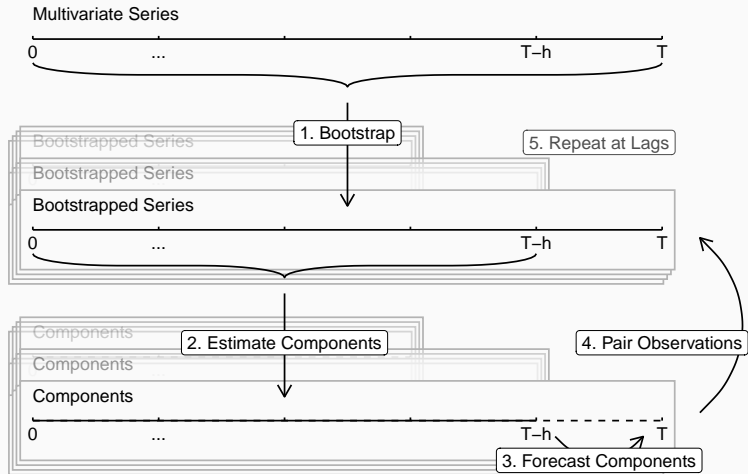 Multivariate Series
0 ... T–h T
1. Bootstrap
Bootstrapped Series
5. Repeat at Lags
Bootstrapped Series
Bootstrapped Series
0 ... T–h T
Components
2. Estimate Components
4. Pair Observations
Components
Components
0 ... T–h T
3. Forecast Components